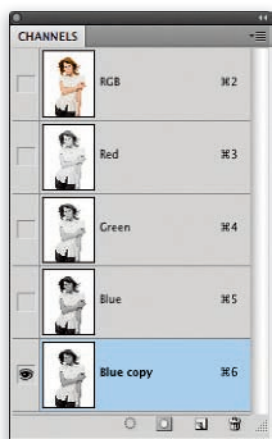 CHANNELS
RGB ⌘2
Red ⌘3
Green ⌘4
Blue ⌘5
Blue copy ⌘6